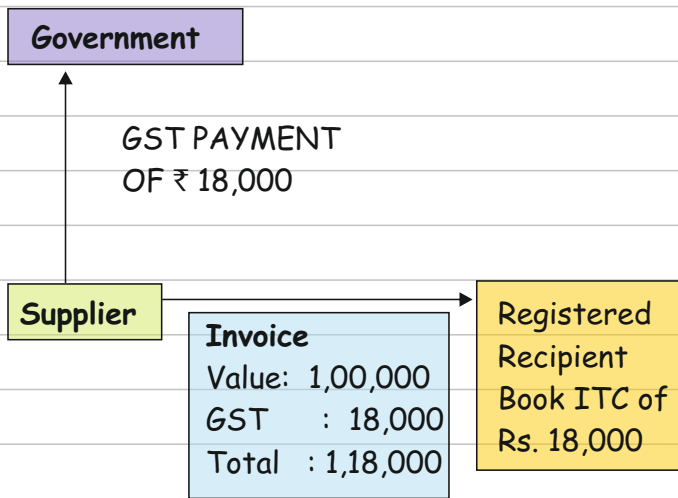 Government
GST PAYMENT
OF ₹ 18,000
Supplier
Invoice
Value: 1,00,000
GST : 18,000
Total : 1,18,000
Registered
Recipient
Book ITC of
Rs. 18,000